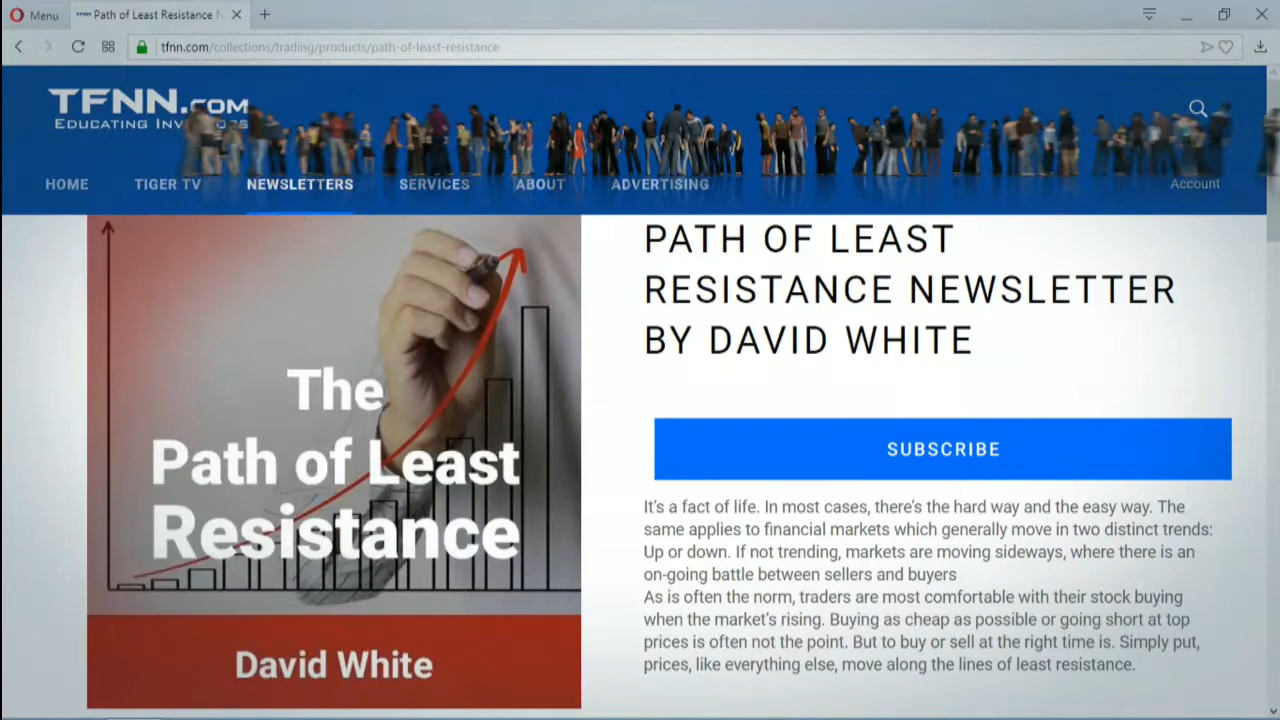 Menu
Path of Least Resistance N
tfnn.com/collections/trading/products/path-of-least-resistance
TFNN.COM
EDUCATING INVESTORS
HOME TIGER TV NEWSLETTERS SERVICES ABOUT ADVERTISING Account
The
Path of Least
Resistance
David White
PATH OF LEAST
RESISTANCE NEWSLETTER
BY DAVID WHITE
SUBSCRIBE
It's a fact of life. In most cases, there's the hard way and the easy way. The
same applies to financial markets which generally move in two distinct trends:
Up or down. If not trending, markets are moving sideways, where there is an
on-going battle between sellers and buyers
As is often the norm, traders are most comfortable with their stock buying
when the market's rising. Buying as cheap as possible or going short at top
prices is often not the point. But to buy or sell at the right time is. Simply put,
prices, like everything else, move along the lines of least resistance.